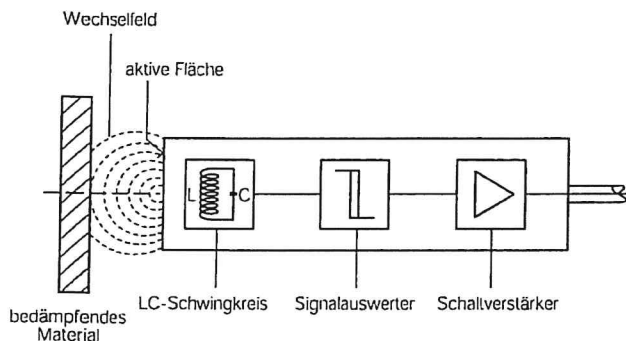 Wechselfeld
aktive Fläche
L
C
LC-Schwingkreis
Signalauswerter
Schaltverstärker
bedämpfendes
Material